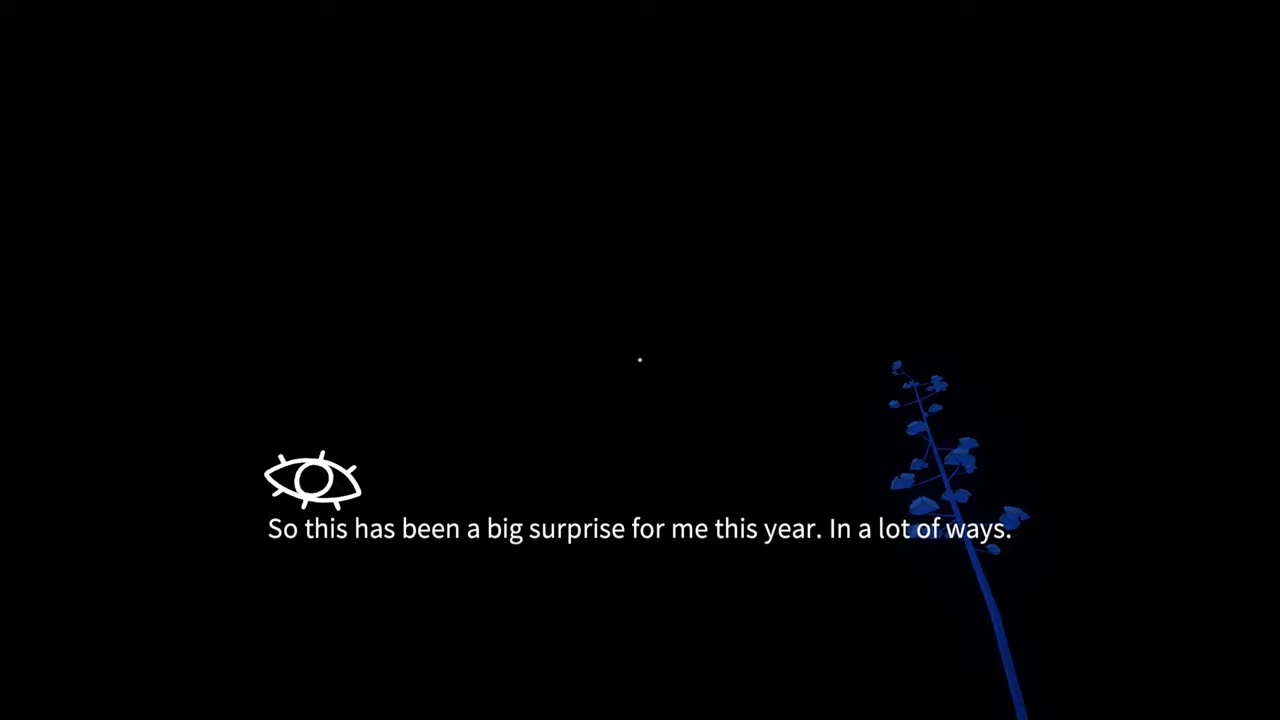 So this has been a big surprise for me this year. In a lot of ways.